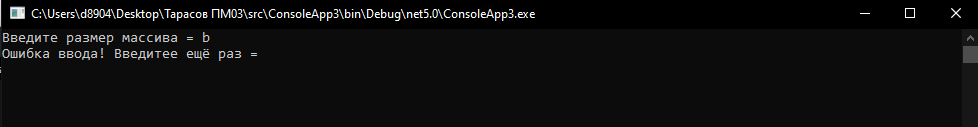 C:\Users\d8904\Desktop\Тарасов ПМ03\src\ConsoleApp3\bin\Debug\net5.0\ConsoleApp3.exe
Введите размер массива = b
Ошибка ввода! Введитее ещё раз =